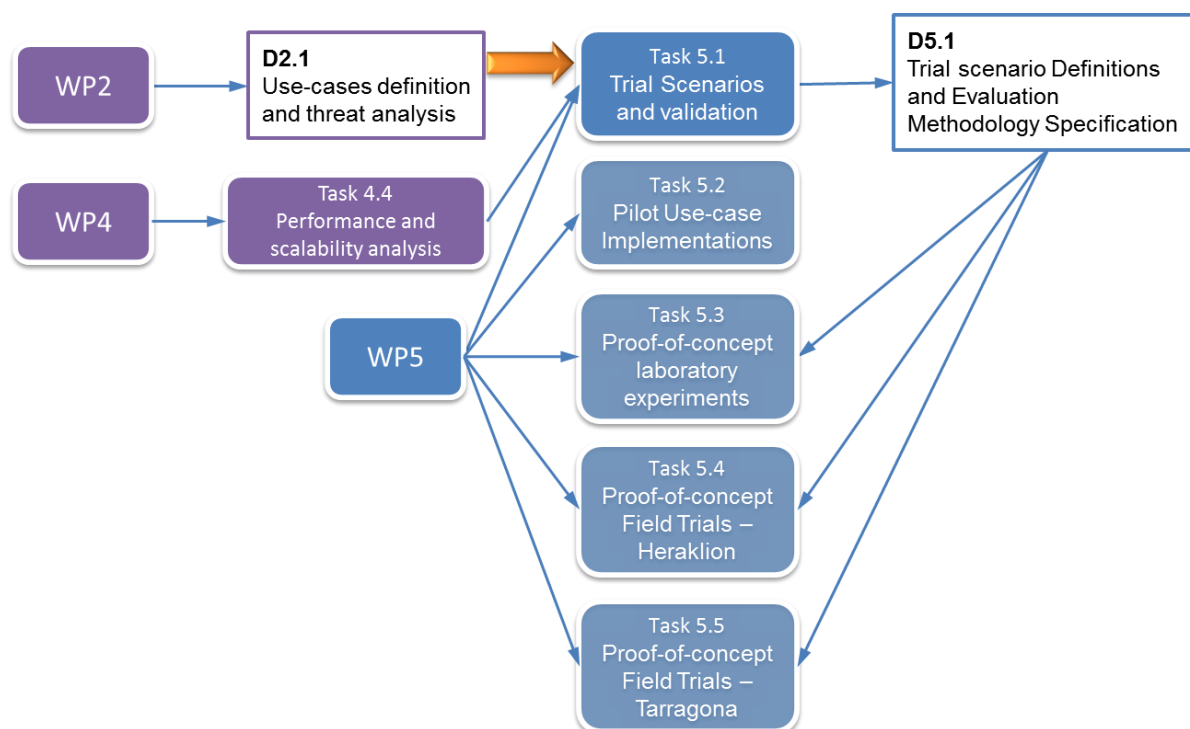 WP2
D2.1
Use-cases definition
and threat analysis
Task 5.1
Trial Scenarios
and validation
D5.1
Trial scenario Definitions
and Evaluation
Methodology Specification
WP4
Task 4.4
Performance and
scalability analysis
Task 5.2
Pilot Use-case
Implementations
WP5
Task 5.3
Proof-of-concept
laboratory
experiments
Task 5.4
Proof-of-concept
Field Trials –
Heraklion
Task 5.5
Proof-of-concept
Field Trials –
Tarragona